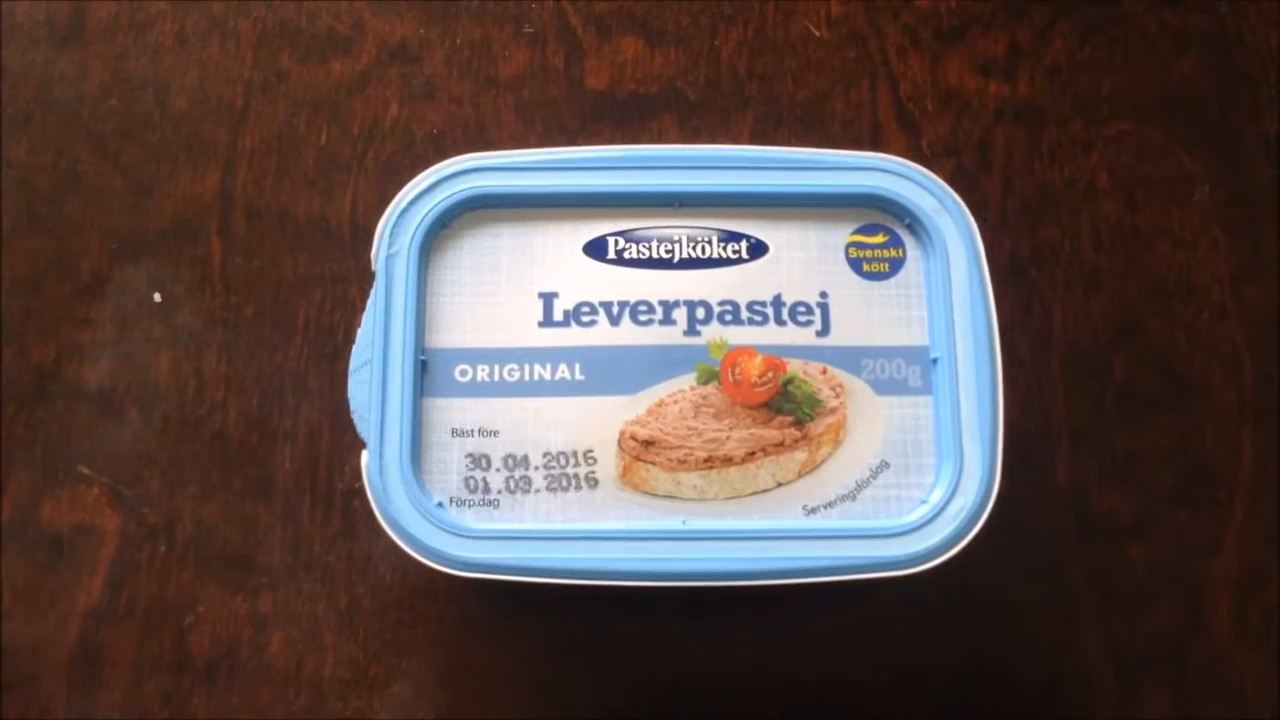 Pastejköket
Svenskt
kött
Leverpastej
ORIGINAL
200g
Bäst före
30.04.2016
01.03.2016
Förp.dag
Serveringsförslag